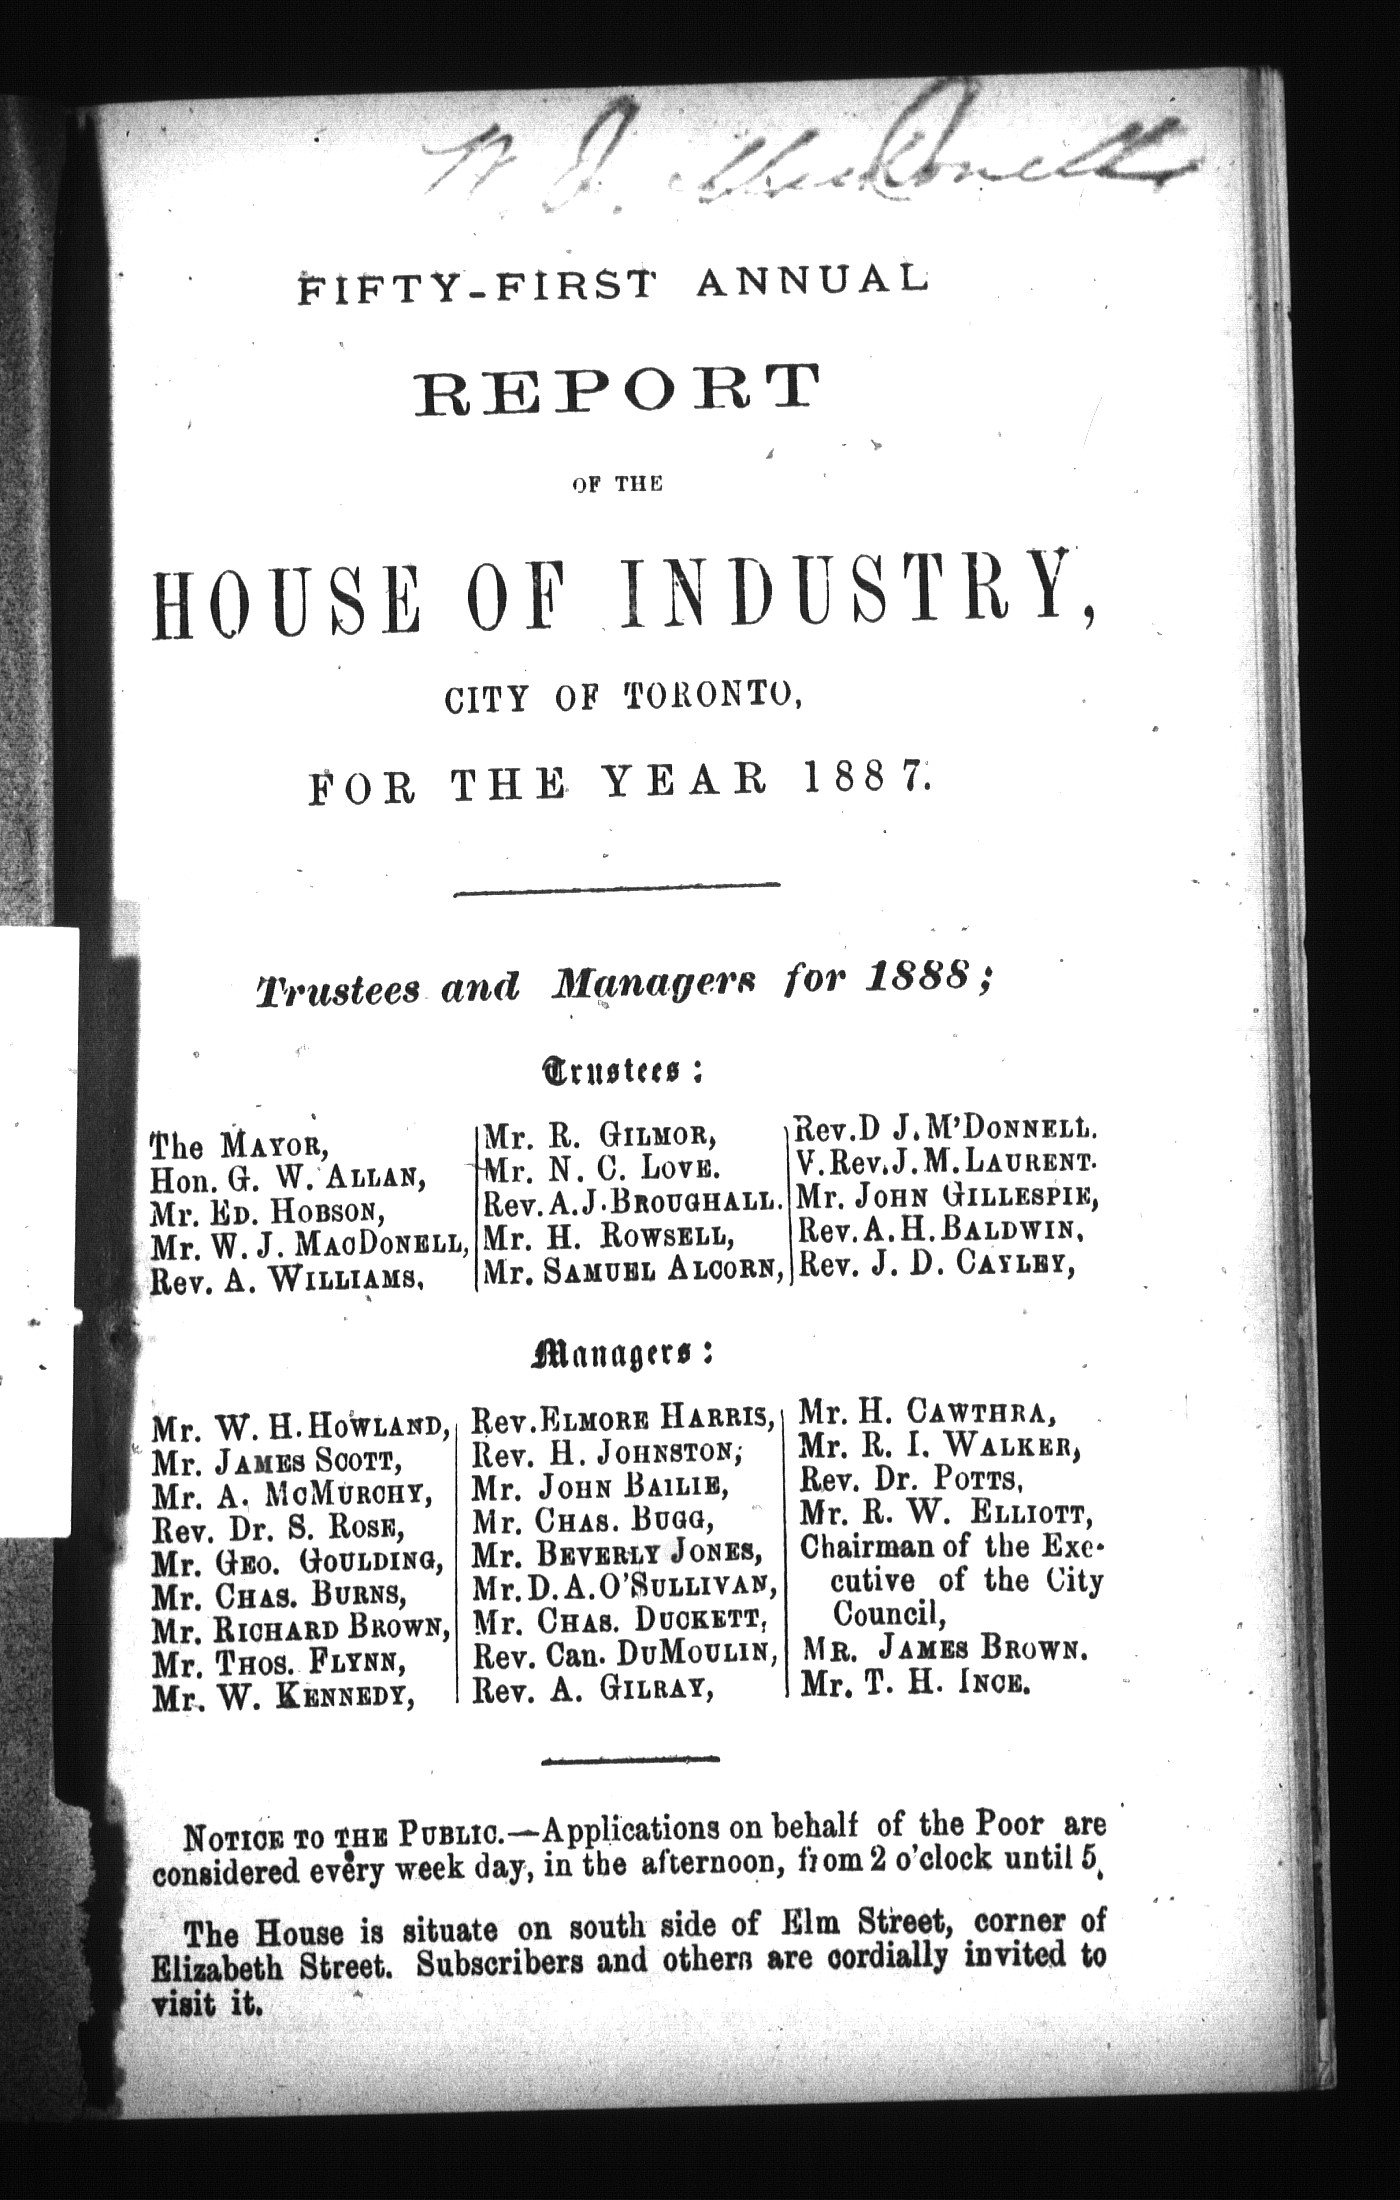 W. J. MacDonell
FIFTY-FIRST ANNUAL
REPORT
OF THE
HOUSE OF INDUSTRY,
CITY OF TORONTO,
FOR THE YEAR 1887.
Trustees and Managers for 1888;
Trustees:
The MAYOR,
Hon. G. W. ALLAN,
Mr. ED. HOBSON,
Mr. W. J. MACDONELL,
Rev. A. WILLIAMS,
Mr. R. GILMOR,
Mr. N. C. LOVE.
Rev. A. J. BROUGHALL.
Mr. H. ROWSELL,
Mr. SAMUEL ALCORN,
Rev. D J. M'DONNELL.
V. Rev. J. M. LAURENT.
Mr. JOHN GILLESPIE,
Rev. A. H. BALDWIN,
Rev. J. D. CAYLEY,
Managers:
Mr. W. H. HOWLAND,
Mr. JAMES SCOTT,
Mr. A. MCMURCHY,
Rev. Dr. S. ROSE,
Mr. GEO. GOULDING,
Mr. CHAS. BURNS,
Mr. RICHARD BROWN,
Mr. THOS. FLYNN,
Mr. W. KENNEDY,
Rev. ELMORE HARRIS,
Rev. H. JOHNSTON;
Mr. JOHN BAILIE,
Mr. CHAS. BUGG,
Mr. BEVERLY JONES,
Mr. D. A. O'SULLIVAN,
Mr. CHAS. DUCKETT,
Rev. Can. DUMOULIN,
Rev. A. GILRAY,
Mr. H. CAWTHRA,
Mr. R. I. WALKER,
Rev. Dr. POTTS,
Mr. R. W. ELLIOTT,
Chairman of the Exe-
cutive of the City
Council,
MR. JAMES BROWN.
Mr. T. H. INCE.
NOTICE TO THE PUBLIC.—Applications on behalf of the Poor are
considered every week day, in the afternoon, from 2 o'clock until 5.
The House is situate on south side of Elm Street, corner of
Elizabeth Street. Subscribers and others are cordially invited to
visit it.